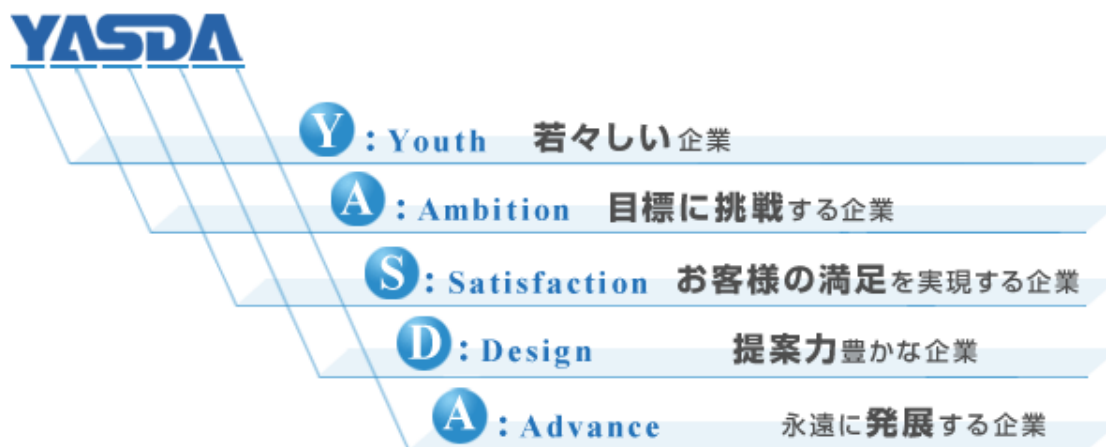 YASDA
Y : Youth 若々しい企業
A : Ambition 目標に挑戦する企業
S : Satisfaction お客様の満足を実現する企業
D : Design 提案力豊かな企業
A : Advance 永遠に発展する企業